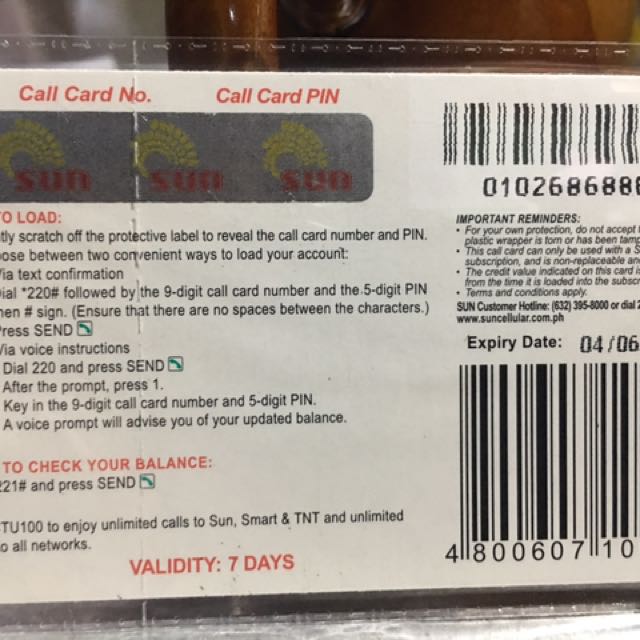 Call Card No. Call Card PIN
sun sun sun
TO LOAD:
tly scratch off the protective label to reveal the call card number and PIN.
ose between two convenient ways to load your account:
Via text confirmation
ial *220# followed by the 9-digit call card number and the 5-digit PIN
hen # sign. (Ensure that there are no spaces between the characters.)
Press SEND
Via voice instructions
Dial 220 and press SEND
After the prompt, press 1.
Key in the 9-digit call card number and 5-digit PIN.
A voice prompt will advise you of your updated balance.
TO CHECK YOUR BALANCE:
221# and press SEND
TU100 to enjoy unlimited calls to Sun, Smart & TNT and unlimited
o all networks.
VALIDITY: 7 DAYS
010268688
IMPORTANT REMINDERS:
• For your own protection, do not accept
plastic wrapper is torn or has been tam
• This call card can only be used with a S
subscription, and is non-replaceable an
• The credit value indicated on this card is
from the time it is loaded into the subscr
• Terms and conditions apply.
SUN Customer Hotline: (632) 395-8000 or dial 2
www.suncellular.com.ph
Expiry Date: 04/06
4 800607 10